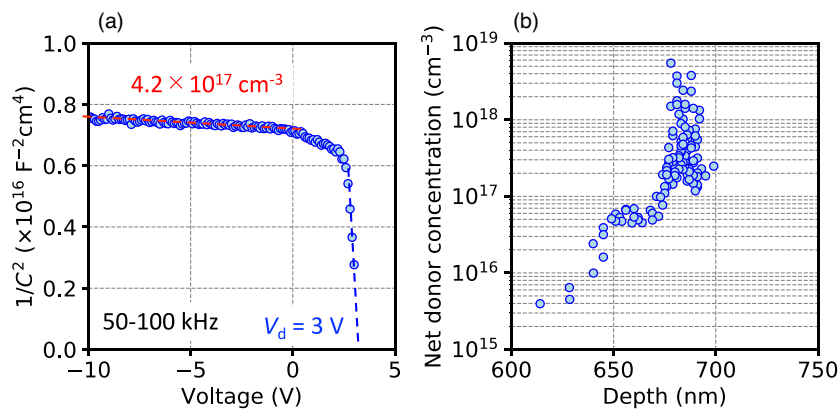 (a)
1/C² (×10¹⁶ F⁻²cm⁴)
1.0
0.8
0.6
0.4
0.2
0.0
4.2 × 10¹⁷ cm⁻³
50-100 kHz
V_d = 3 V
−10
−5
0
5
Voltage (V)
(b)
Net donor concentration (cm⁻³)
10¹⁹
10¹⁸
10¹⁷
10¹⁶
10¹⁵
600
650
700
750
Depth (nm)